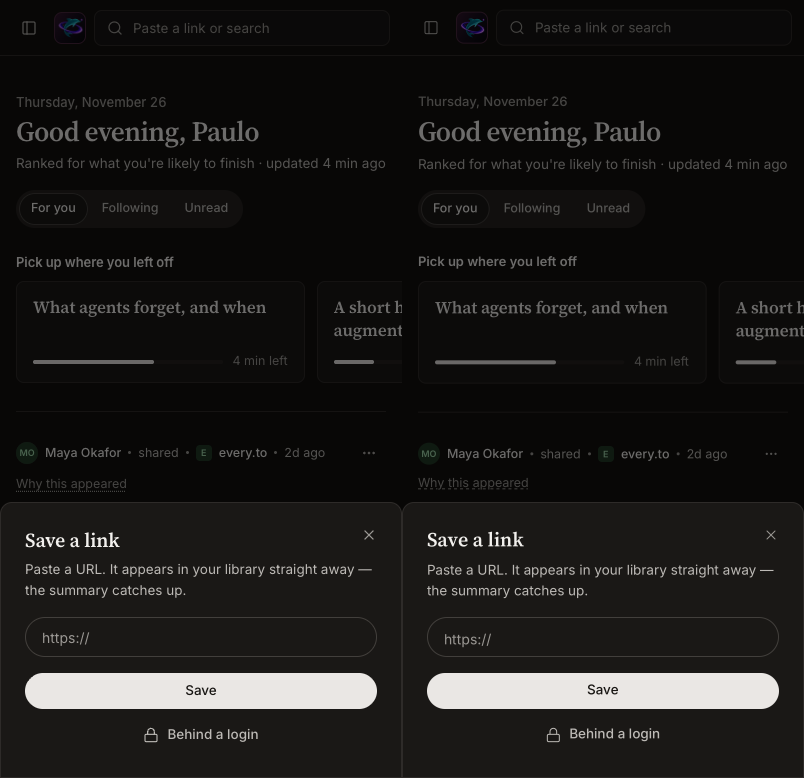 Paste a link or search
Thursday, November 26
Good evening, Paulo
Ranked for what you're likely to finish · updated 4 min ago
For you Following Unread
Pick up where you left off
What agents forget, and when
4 min left
A short h
augment
MO Maya Okafor • shared • E every.to • 2d ago
Why this appeared
Save a link
Paste a URL. It appears in your library straight away —
the summary catches up.
https://
Save
Behind a login
Paste a link or search
Thursday, November 26
Good evening, Paulo
Ranked for what you're likely to finish · updated 4 min ago
For you Following Unread
Pick up where you left off
What agents forget, and when
4 min left
A short h
augment
MO Maya Okafor • shared • E every.to • 2d ago
Why this appeared
Save a link
Paste a URL. It appears in your library straight away —
the summary catches up.
https://
Save
Behind a login